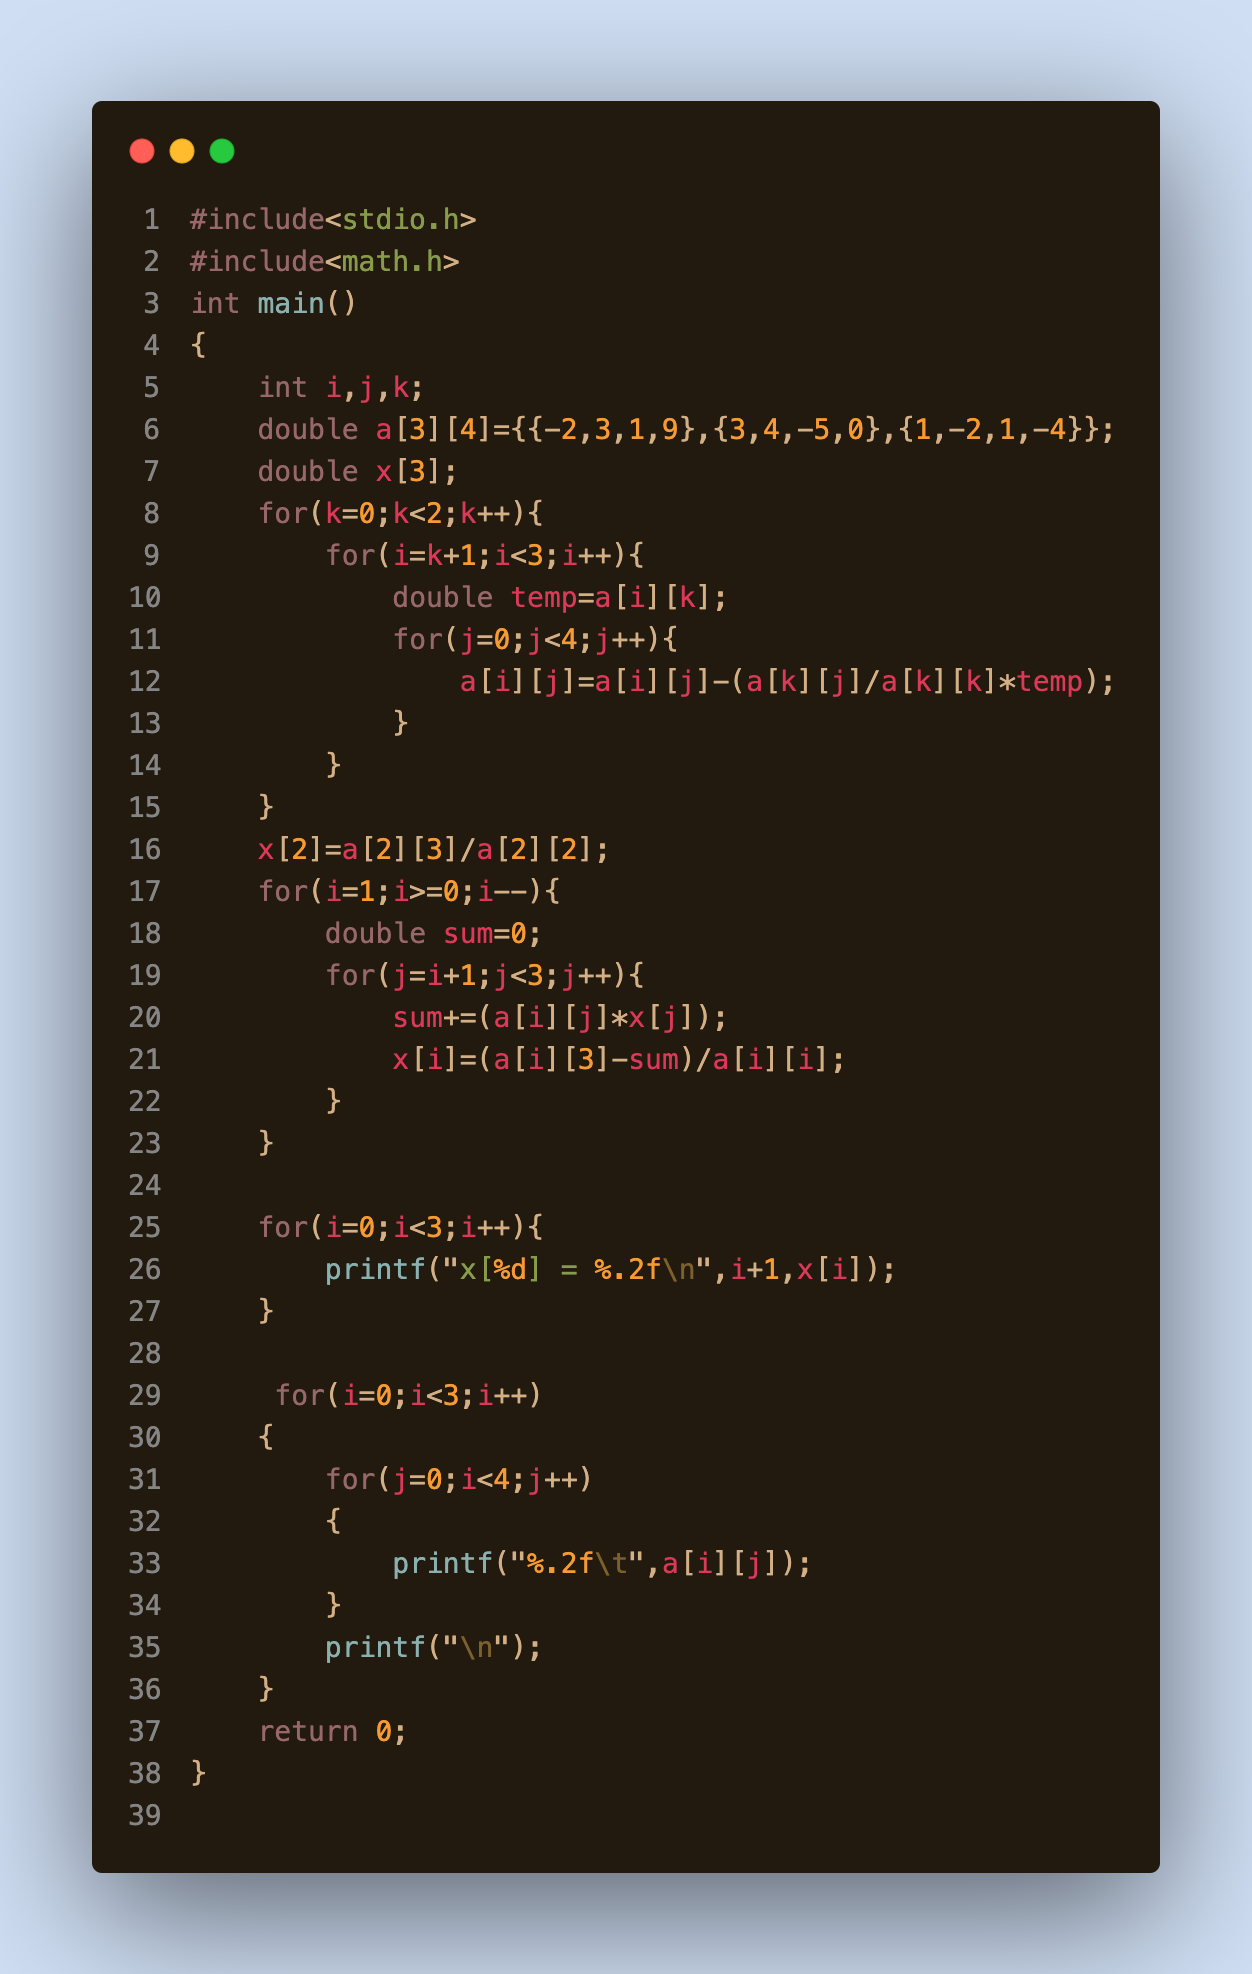 1 #include<stdio.h>
2 #include<math.h>
3 int main()
4 {
5     int i,j,k;
6     double a[3][4]={{-2,3,1,9},{3,4,-5,0},{1,-2,1,-4}};
7     double x[3];
8     for(k=0;k<2;k++){
9         for(i=k+1;i<3;i++){
10             double temp=a[i][k];
11             for(j=0;j<4;j++){
12                 a[i][j]=a[i][j]-(a[k][j]/a[k][k]*temp);
13             }
14         }
15     }
16     x[2]=a[2][3]/a[2][2];
17     for(i=1;i>=0;i--){
18         double sum=0;
19         for(j=i+1;j<3;j++){
20             sum+=(a[i][j]*x[j]);
21             x[i]=(a[i][3]-sum)/a[i][i];
22         }
23     }
24
25     for(i=0;i<3;i++){
26         printf("x[%d] = %.2f\n",i+1,x[i]);
27     }
28
29      for(i=0;i<3;i++)
30     {
31         for(j=0;i<4;j++)
32         {
33             printf("%.2f\t",a[i][j]);
34         }
35         printf("\n");
36     }
37     return 0;
38 }
39